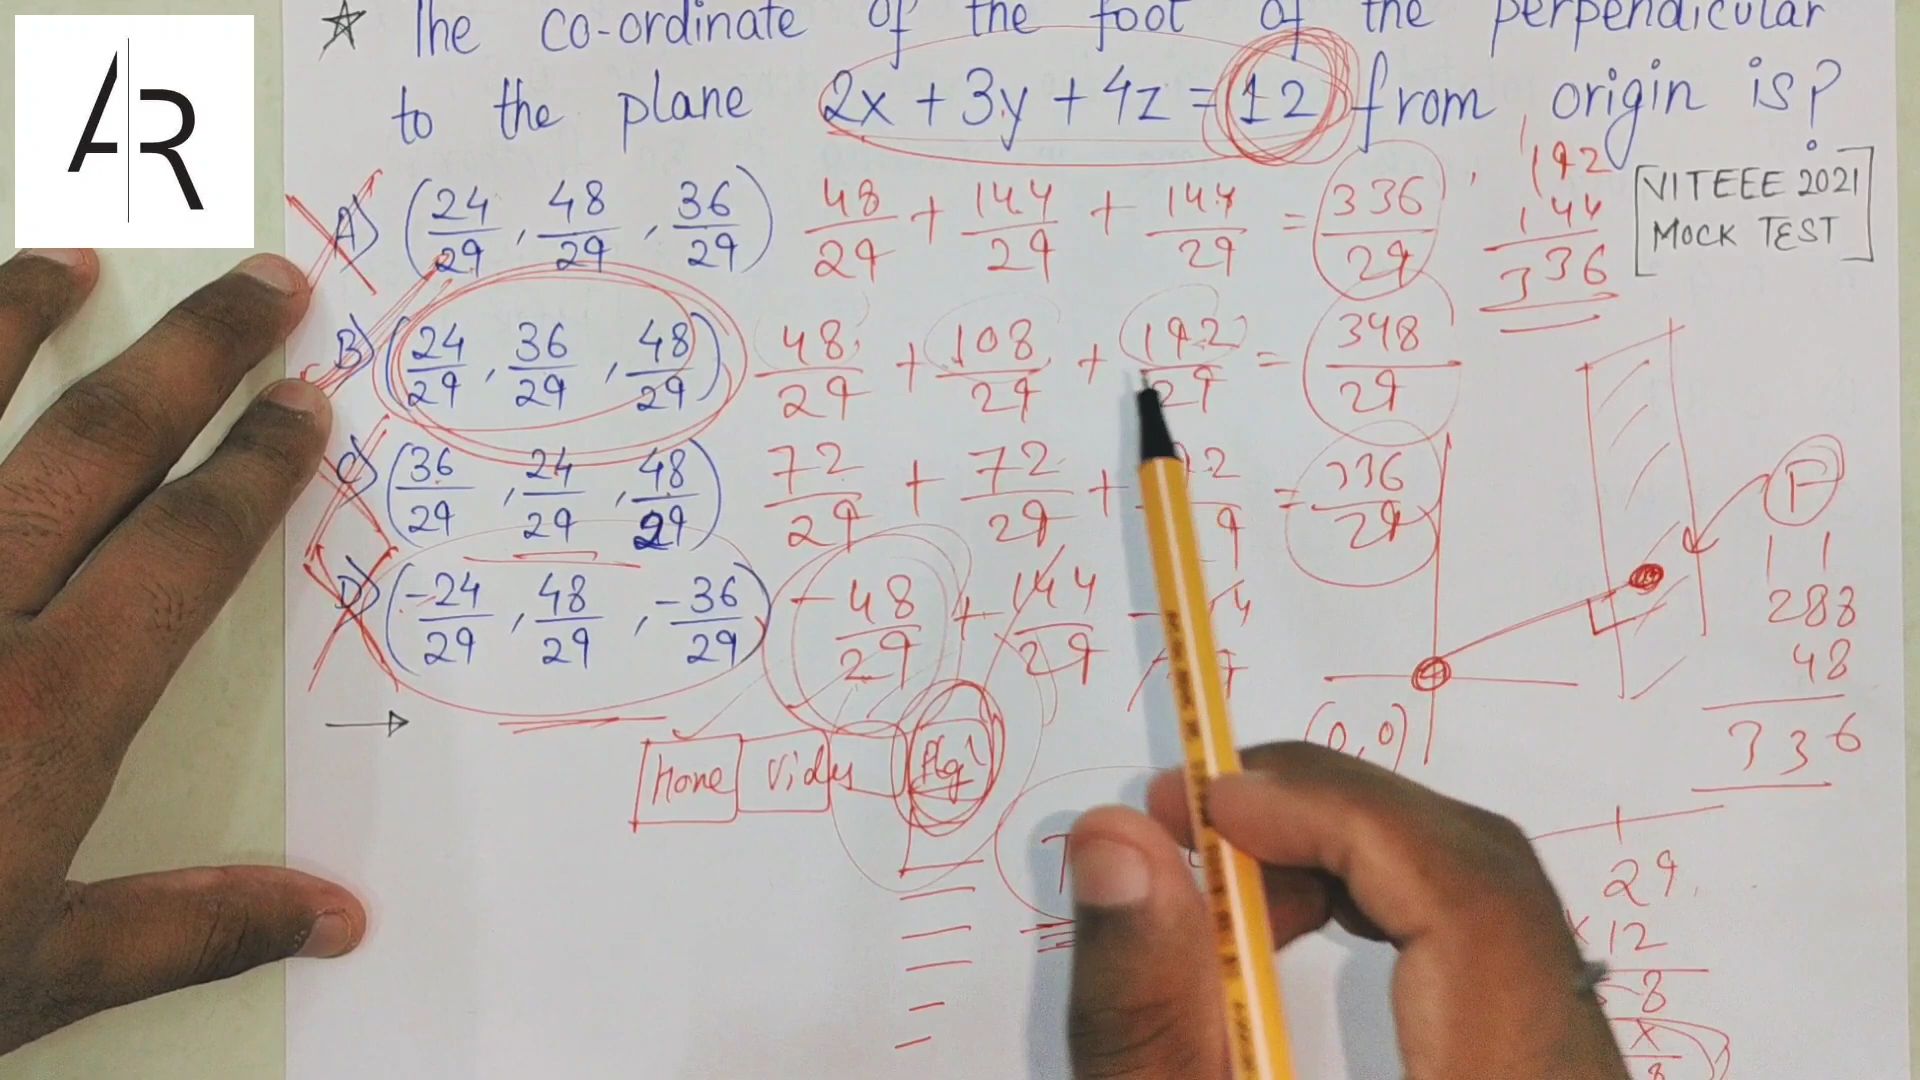 AR
☆ The co-ordinate of the foot of the perpendicular
to the plane 2x + 3y + 4z = 12 from origin is?
[VITEEE 2021
MOCK TEST]
A) (24/29, 48/29, 36/29) 48/29 + 144/29 + 144/29 = 336/29,
192
144
336
B) (24/29, 36/29, 48/29) 48/29 + 108/29 + 192/29 = 348/29
C) (36/29, 24/29, 48/29) 72/29 + 72/29 + = 336/29
D) (-24/29, 48/29, -36/29) -48/29 + 144/29 -
F
1 1
288
48
336
→
(0,0)
Home
29
x 12